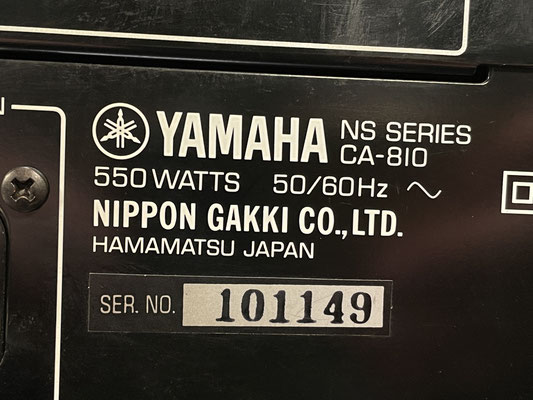 N
YAMAHA NS SERIES
CA-810
550 WATTS 50/60Hz ~
NIPPON GAKKI CO., LTD.
HAMAMATSU JAPAN
SER. NO. 101149